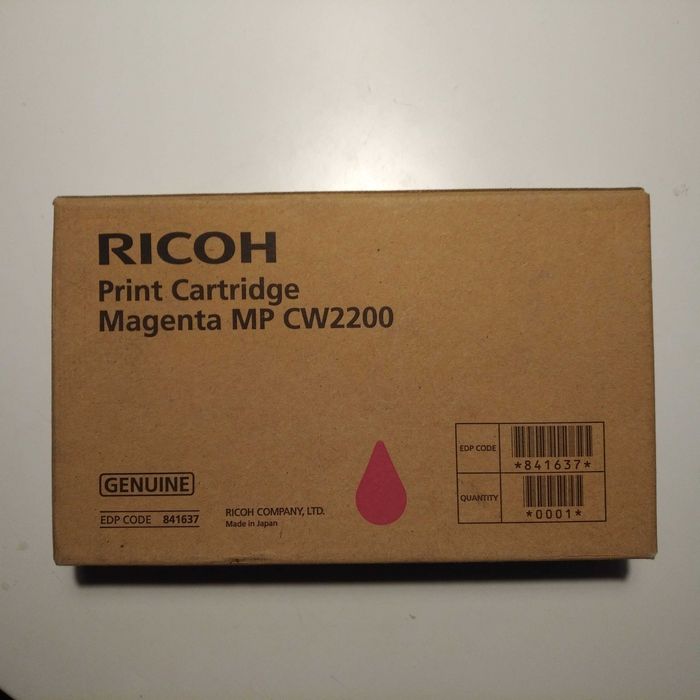 RICOH
Print Cartridge
Magenta MP CW2200
GENUINE
EDP CODE 841637
RICOH COMPANY, LTD.
Made in Japan
EDP CODE
*841637*
QUANTITY
*0001*